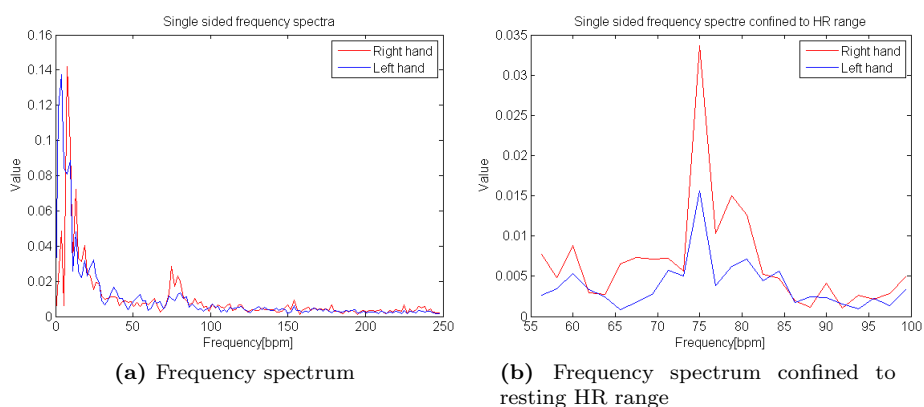 Single sided frequency spectra
0.16
0.14
0.12
0.1
0.08
0.06
0.04
0.02
0
Value
Right hand
Left hand
0 50 100 150 200 250
Frequency[bpm]
(a) Frequency spectrum
Single sided frequency spectre confined to HR range
0.035
0.03
0.025
0.02
0.015
0.01
0.005
0
Value
Right hand
Left hand
55 60 65 70 75 80 85 90 95 100
Frequency[bpm]
(b) Frequency spectrum confined to
resting HR range